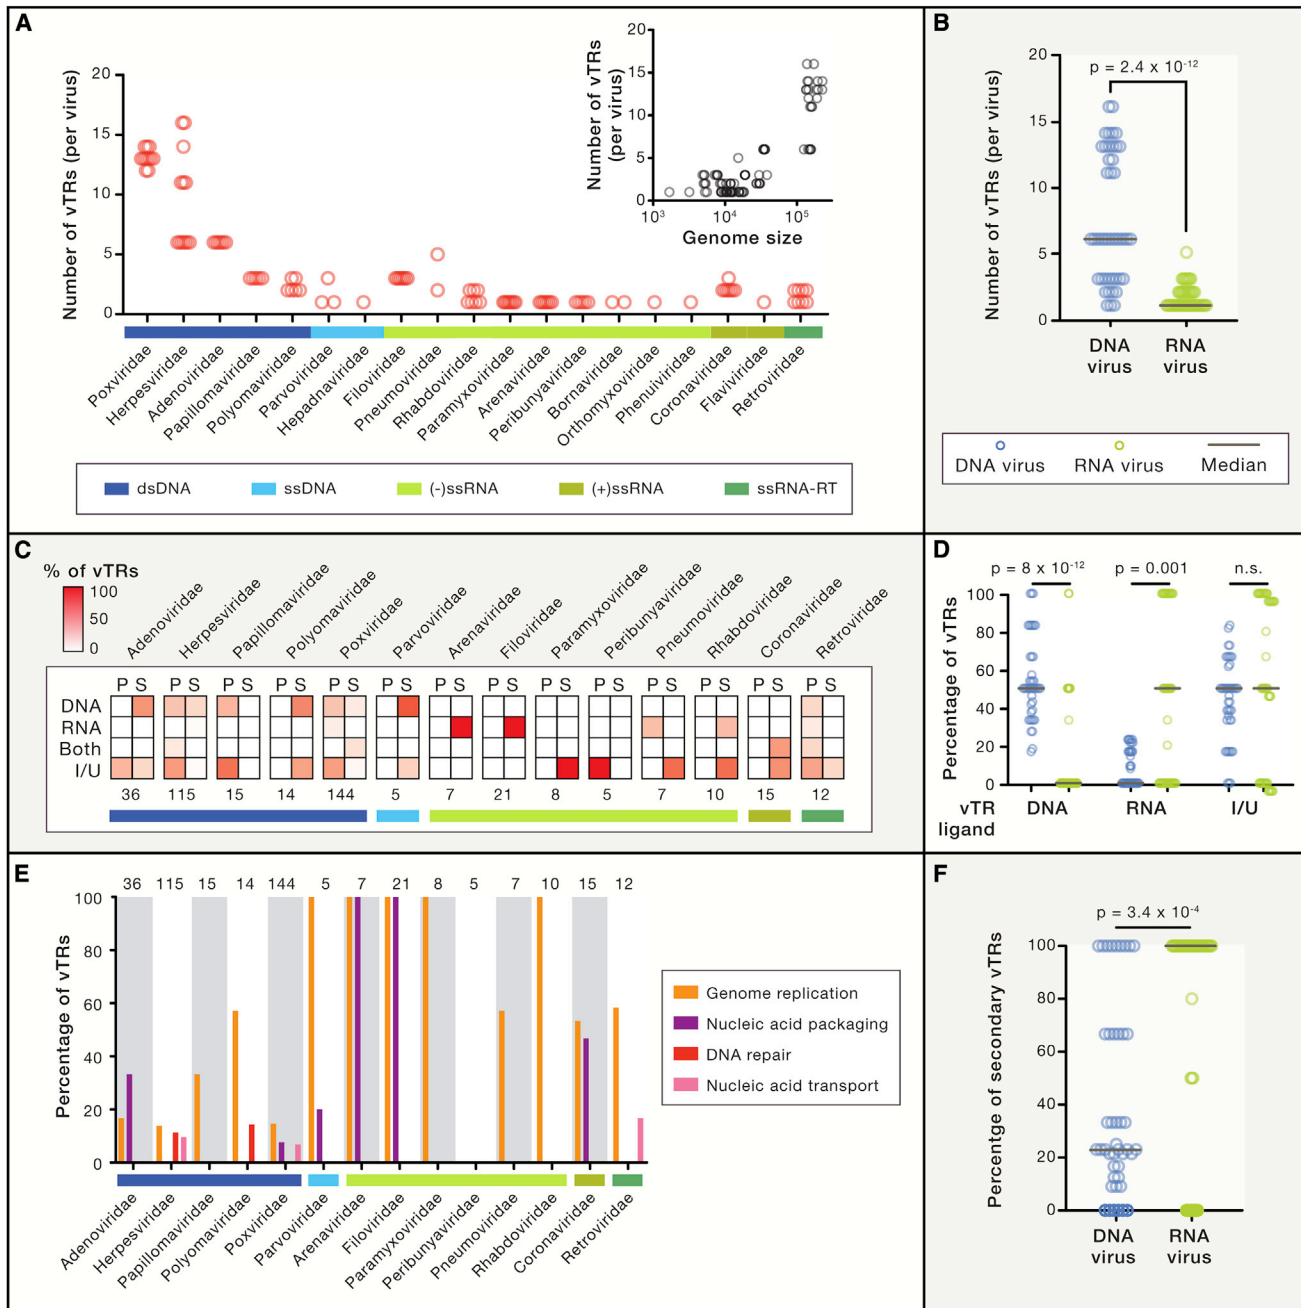 A
Number of vTRs (per virus)
20
15
10
5
0
Number of vTRs
(per virus)
20
15
10
5
0
10³
10⁴
10⁵
Genome size
Poxviridae
Herpesviridae
Adenoviridae
Papillomaviridae
Polyomaviridae
Parvoviridae
Hepadnaviridae
Filoviridae
Pneumoviridae
Rhabdoviridae
Paramyxoviridae
Arenaviridae
Peribunyaviridae
Bornaviridae
Orthomyxoviridae
Phenuiviridae
Coronaviridae
Flaviviridae
Retroviridae
dsDNA
ssDNA
(-)ssRNA
(+)ssRNA
ssRNA-RT
B
Number of vTRs (per virus)
20
15
10
5
0
p = 2.4 x 10⁻¹²
DNA
virus
RNA
virus
DNA virus
RNA virus
Median
C
% of vTRs
100
50
0
Adenoviridae
Herpesviridae
Papillomaviridae
Polyomaviridae
Poxviridae
Parvoviridae
Arenaviridae
Filoviridae
Paramyxoviridae
Peribunyaviridae
Pneumoviridae
Rhabdoviridae
Coronaviridae
Retroviridae
P S P S P S P S P S P S P S P S P S P S P S P S P S P S
DNA
RNA
Both
I/U
36 115 15 14 144 5 7 21 8 5 7 10 15 12
D
p = 8 x 10⁻¹²
p = 0.001
n.s.
Percentage of vTRs
100
80
60
40
20
0
vTR
ligand
DNA
RNA
I/U
E
36 115 15 14 144 5 7 21 8 5 7 10 15 12
Percentage of vTRs
100
80
60
40
20
0
Genome replication
Nucleic acid packaging
DNA repair
Nucleic acid transport
Adenoviridae
Herpesviridae
Papillomaviridae
Polyomaviridae
Poxviridae
Parvoviridae
Arenaviridae
Filoviridae
Paramyxoviridae
Peribunyaviridae
Pneumoviridae
Rhabdoviridae
Coronaviridae
Retroviridae
F
p = 3.4 x 10⁻⁴
Percentge of secondary vTRs
100
80
60
40
20
0
DNA
virus
RNA
virus